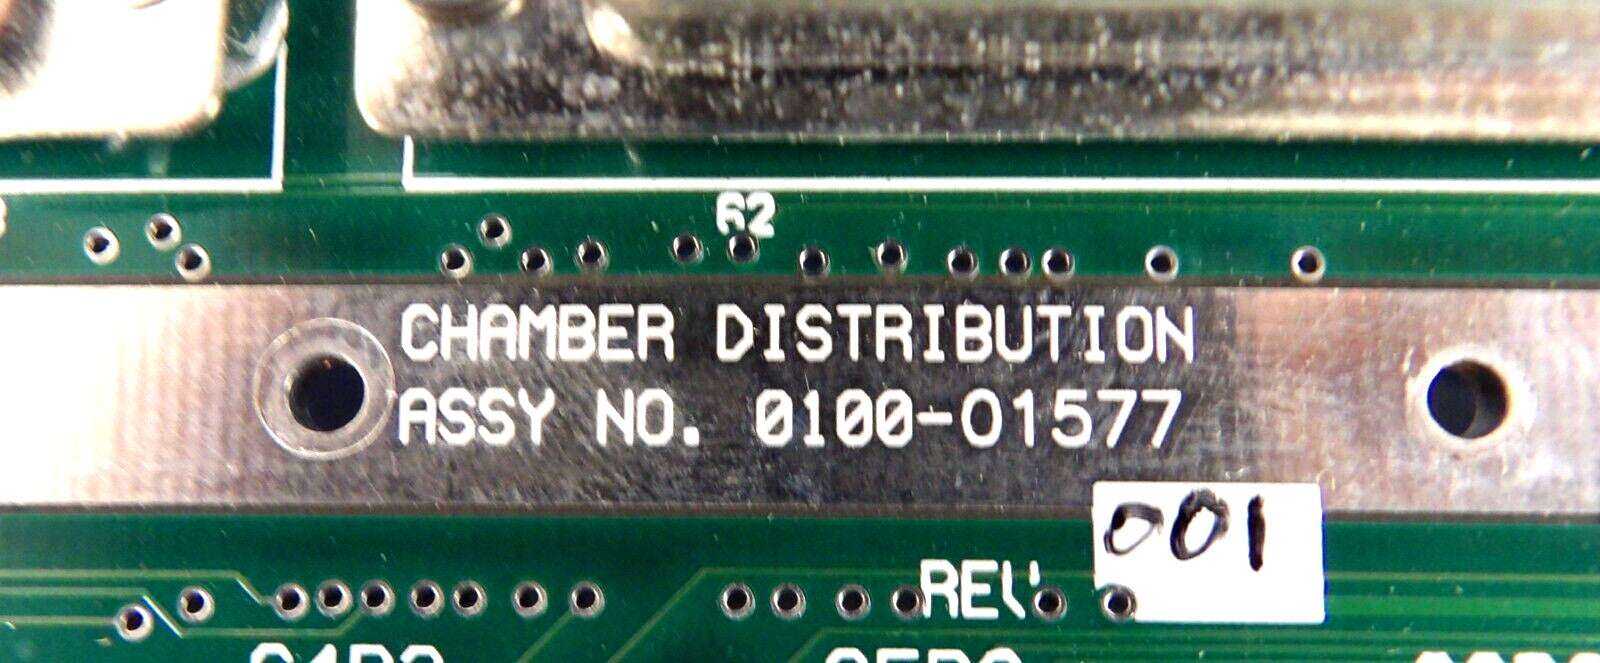 62
CHAMBER DISTRIBUTION
ASSY NO. 0100-01577
001
REV